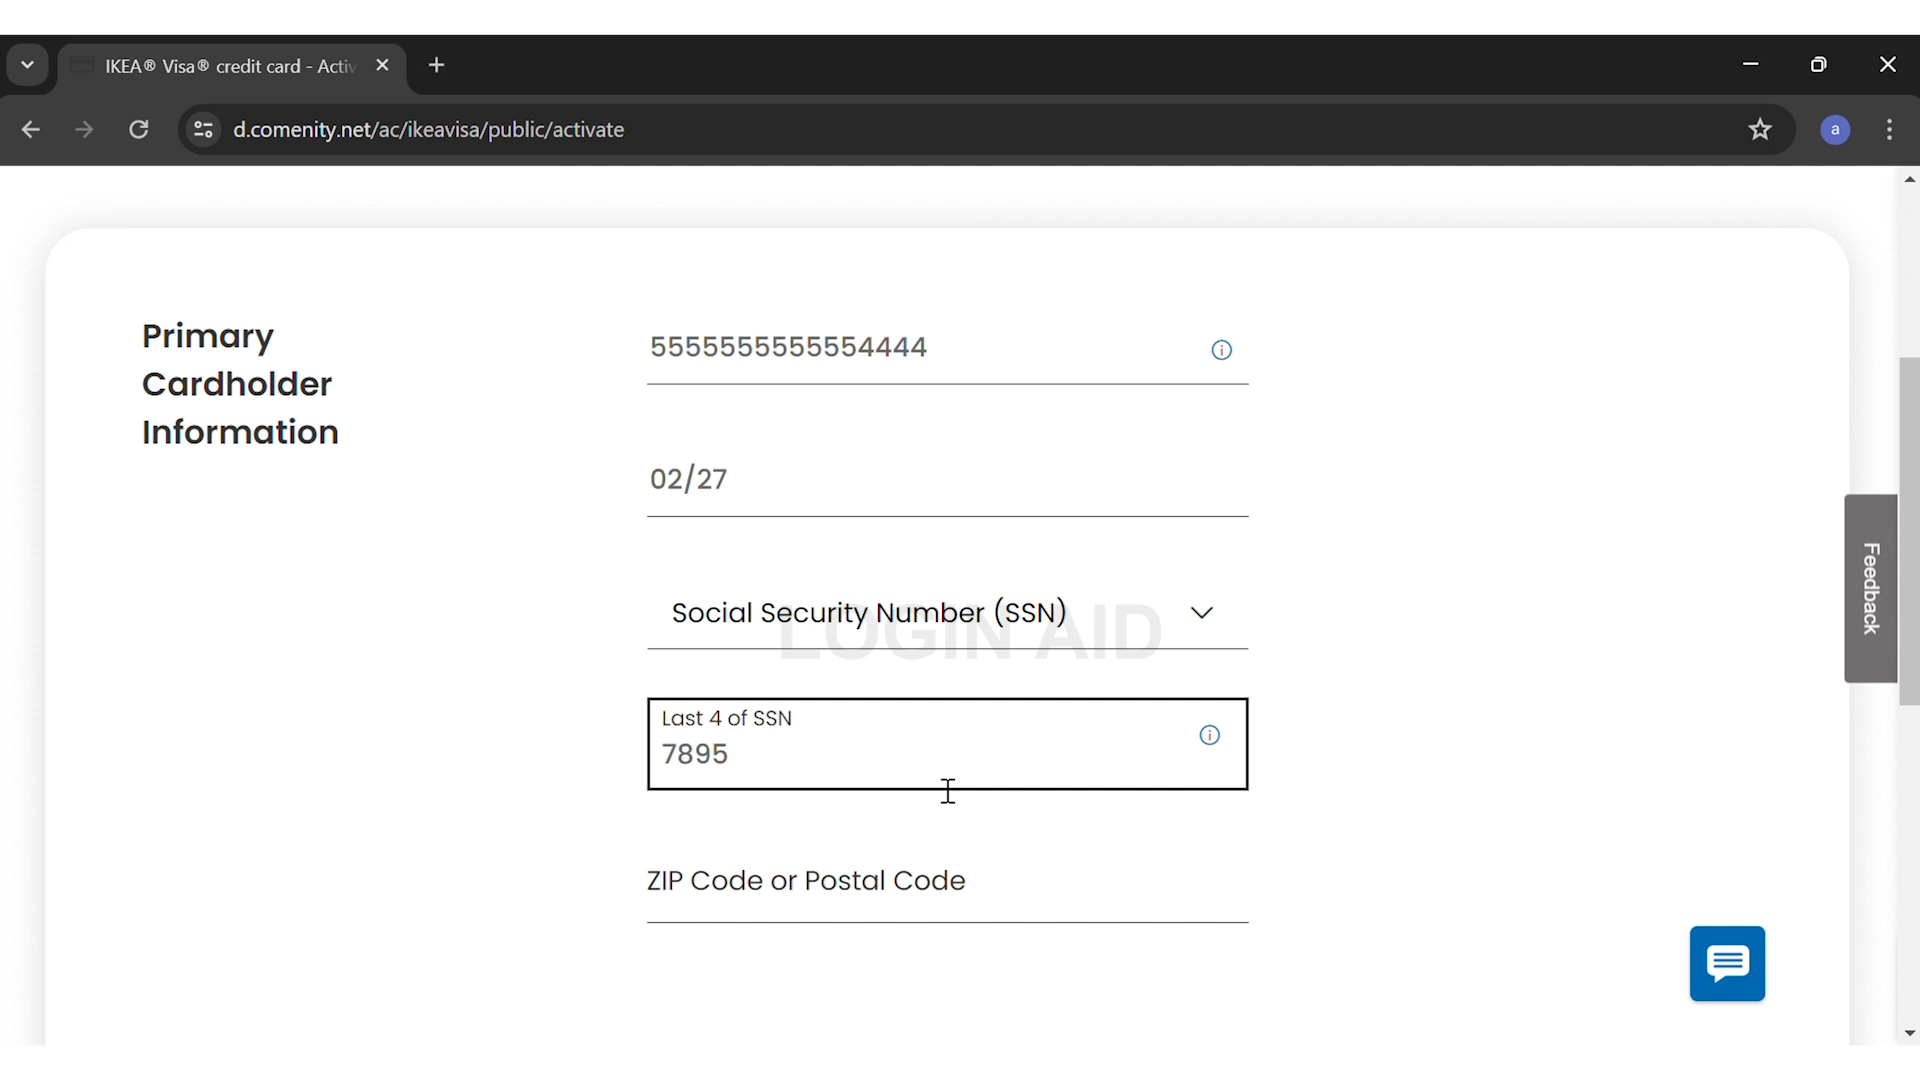 IKEA® Visa® credit card - Activ
d.comenity.net/ac/ikeavisa/public/activate
a
Primary
Cardholder
Information
5555555555554444
02/27
Social Security Number (SSN)
LOGIN AID
Last 4 of SSN
7895
ZIP Code or Postal Code
Feedback